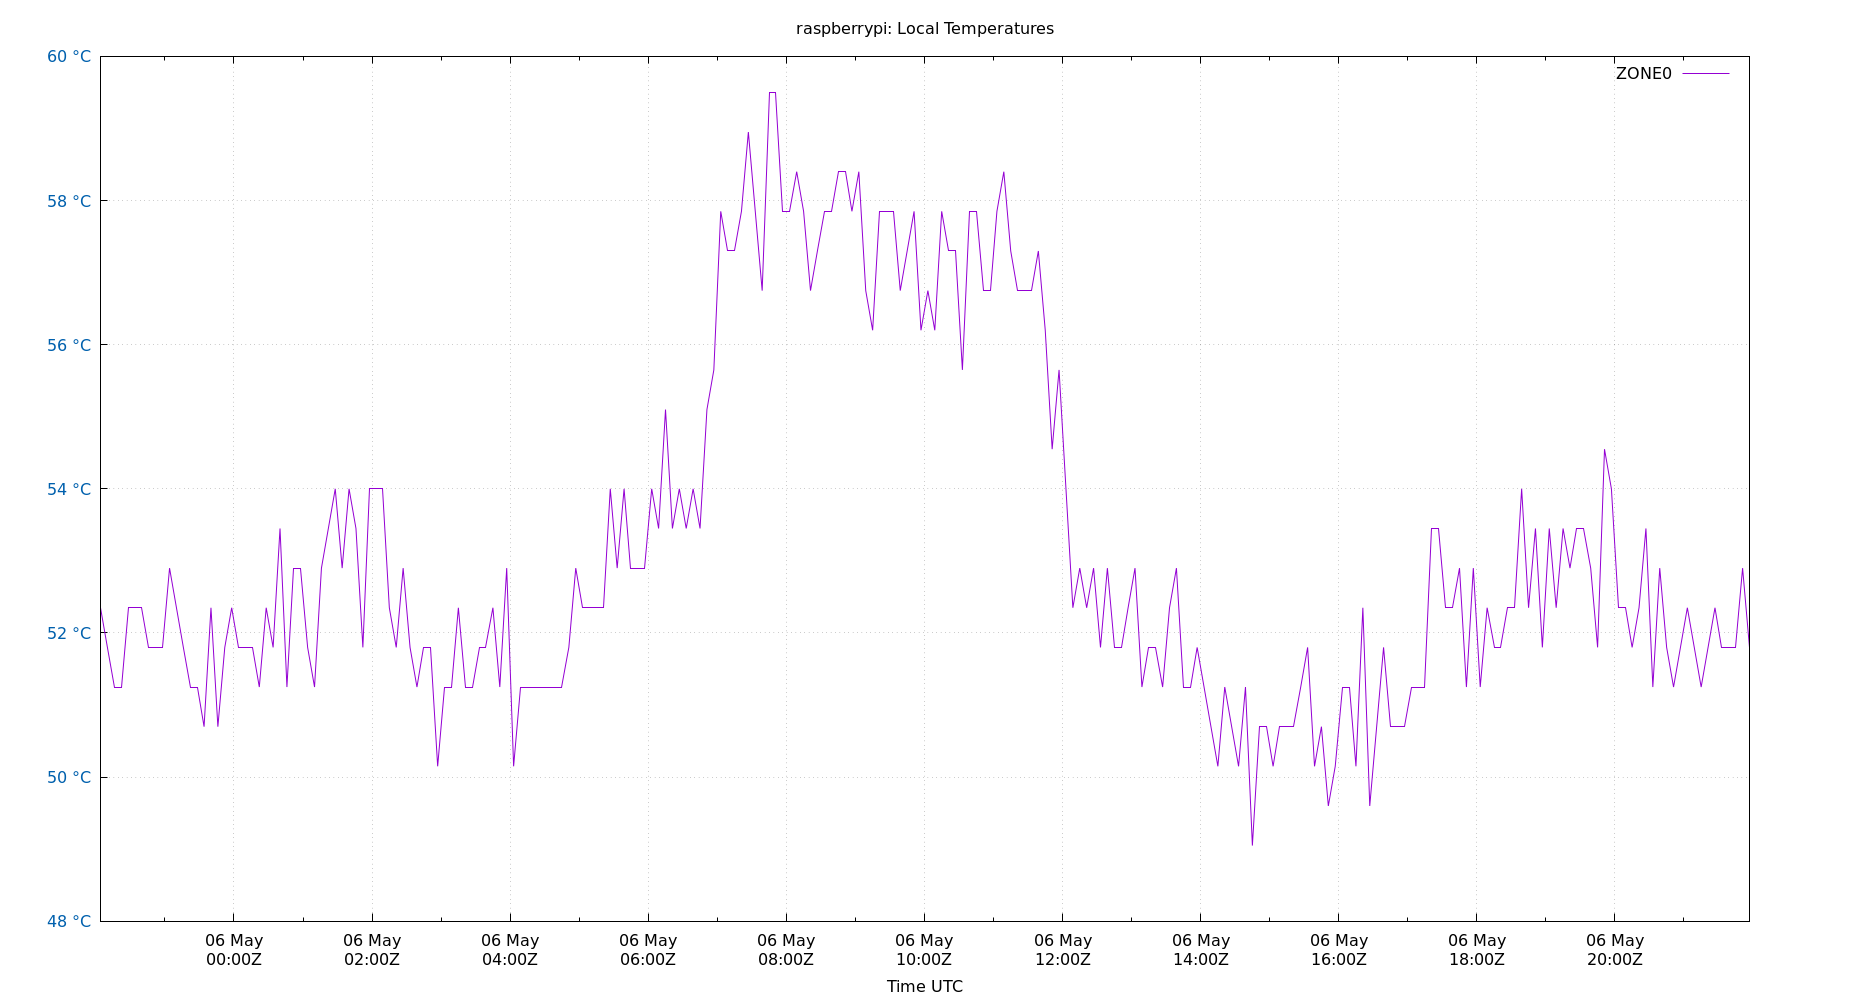 raspberrypi: Local Temperatures
60 °C
58 °C
56 °C
54 °C
52 °C
50 °C
48 °C
ZONE0
06 May 06 May 06 May 06 May 06 May 06 May 06 May 06 May 06 May 06 May 06 May
00:00Z 02:00Z 04:00Z 06:00Z 08:00Z 10:00Z 12:00Z 14:00Z 16:00Z 18:00Z 20:00Z
Time UTC